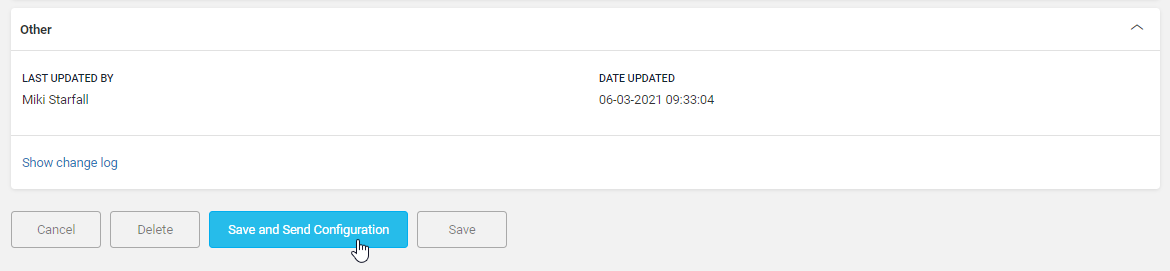 Other
LAST UPDATED BY
DATE UPDATED
Miki Starfall
06-03-2021 09:33:04
Show change log
Cancel
Delete
Save and Send Configuration
Save